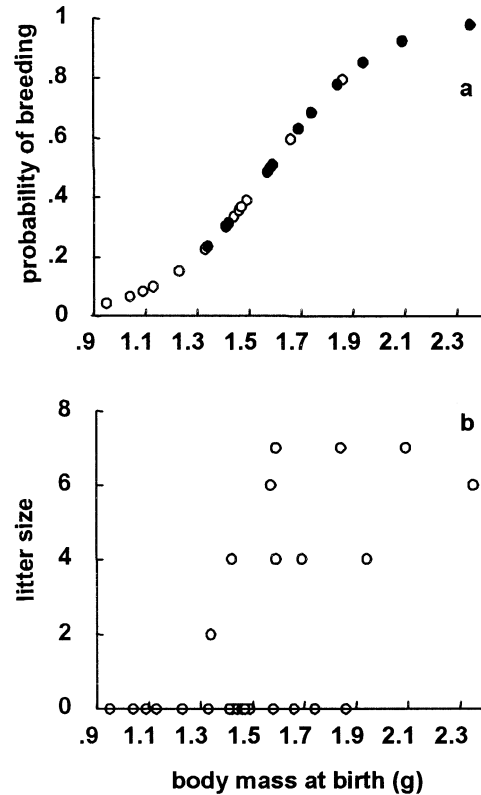 1
.8
.6
.4
.2
0
probability of breeding
a
.9 1.1 1.3 1.5 1.7 1.9 2.1 2.3
8
6
4
2
0
litter size
b
.9 1.1 1.3 1.5 1.7 1.9 2.1 2.3
body mass at birth (g)